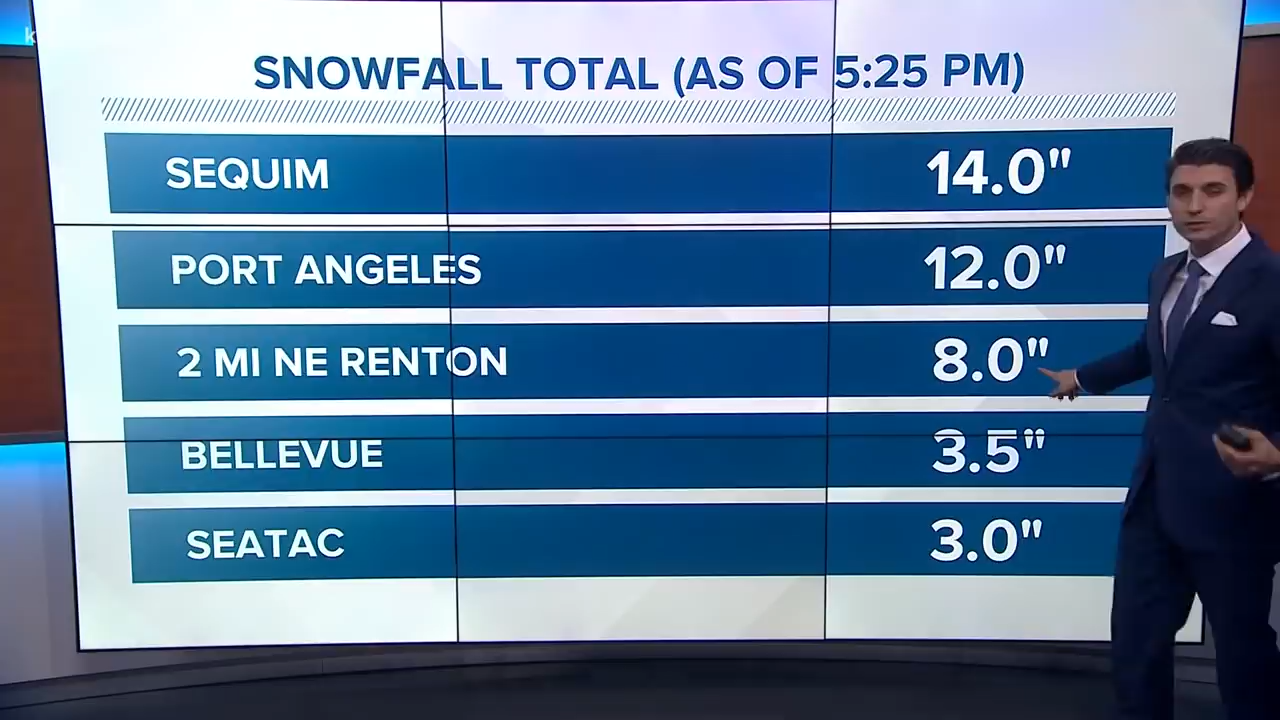 SNOWFALL TOTAL (AS OF 5:25 PM)
SEQUIM 14.0"
PORT ANGELES 12.0"
2 MI NE RENTON 8.0"
BELLEVUE 3.5"
SEATAC 3.0"